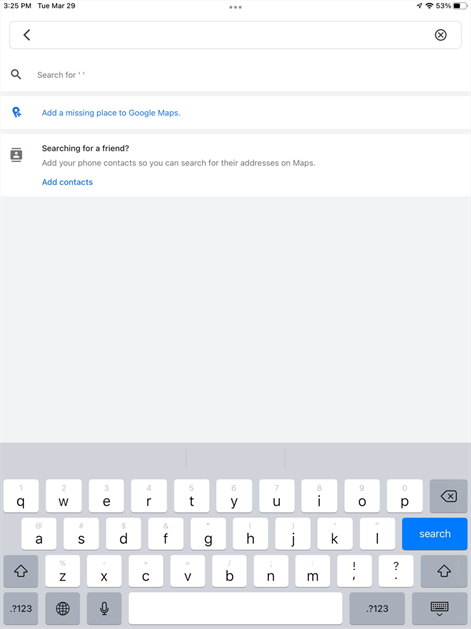 3:25 PM Tue Mar 29 53%
Search for ' '
Add a missing place to Google Maps.
Searching for a friend?
Add your phone contacts so you can search for their addresses on Maps.
Add contacts
1 2 3 4 5 6 7 8 9 0
q w e r t y u i o p
@ # $ & * ( ) ' "
a s d f g h j k l search
% - + = / ; : ! ?
z x c v b n m , .
.?123 .?123